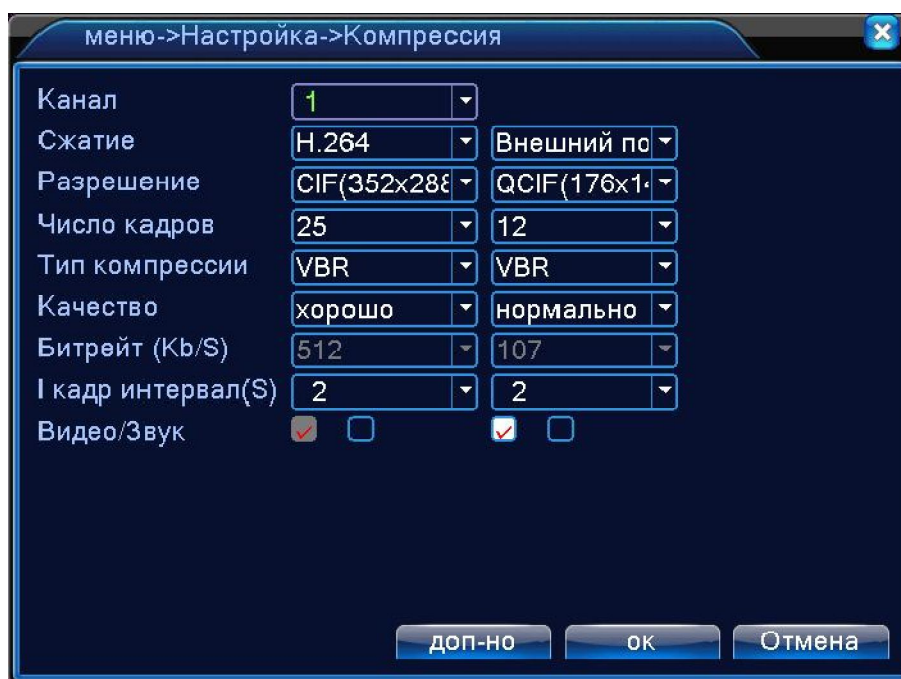 меню->Настройка->Компрессия
Канал 1
Сжатие H.264 Внешний по
Разрешение CIF(352x288 QCIF(176x14
Число кадров 25 12
Тип компрессии VBR VBR
Качество хорошо нормально
Битрейт (Kb/S) 512 107
I кадр интервал(S) 2 2
Видео/Звук
доп-но ок Отмена